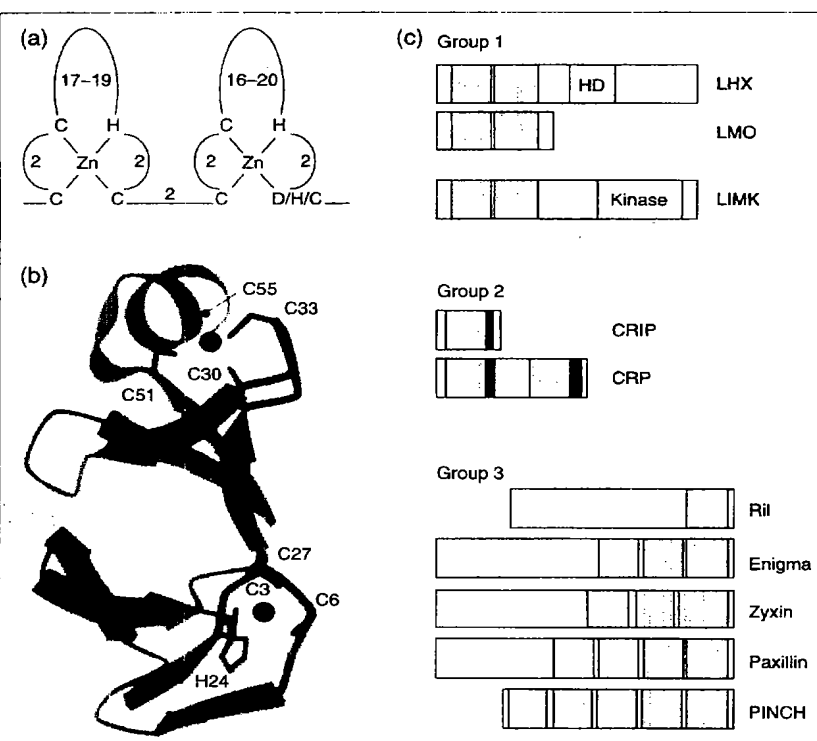 (a)
17–19
16–20
C H C H
2 Zn 2 2 Zn 2
C C 2 C D/H/C
(b)
C55
C33
C30
C51
C27
C3
C6
H24
(c)
Group 1
HD LHX
LMO
Kinase LIMK
Group 2
CRIP
CRP
Group 3
Ril
Enigma
Zyxin
Paxillin
PINCH